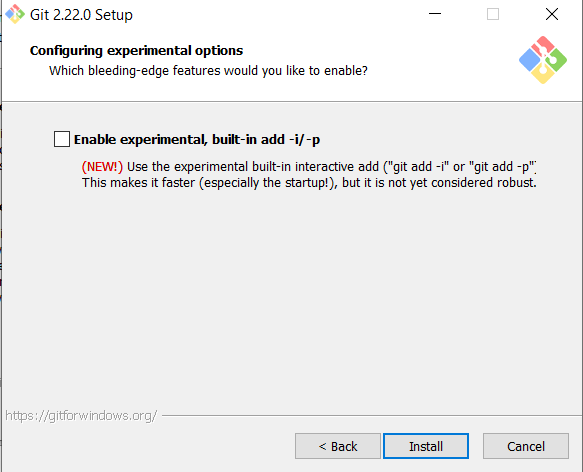 Git 2.22.0 Setup
Configuring experimental options
Which bleeding-edge features would you like to enable?
Enable experimental, built-in add -i/-p
(NEW!) Use the experimental built-in interactive add ("git add -i" or "git add -p")
This makes it faster (especially the startup!), but it is not yet considered robust.
https://gitforwindows.org/
< Back
Install
Cancel